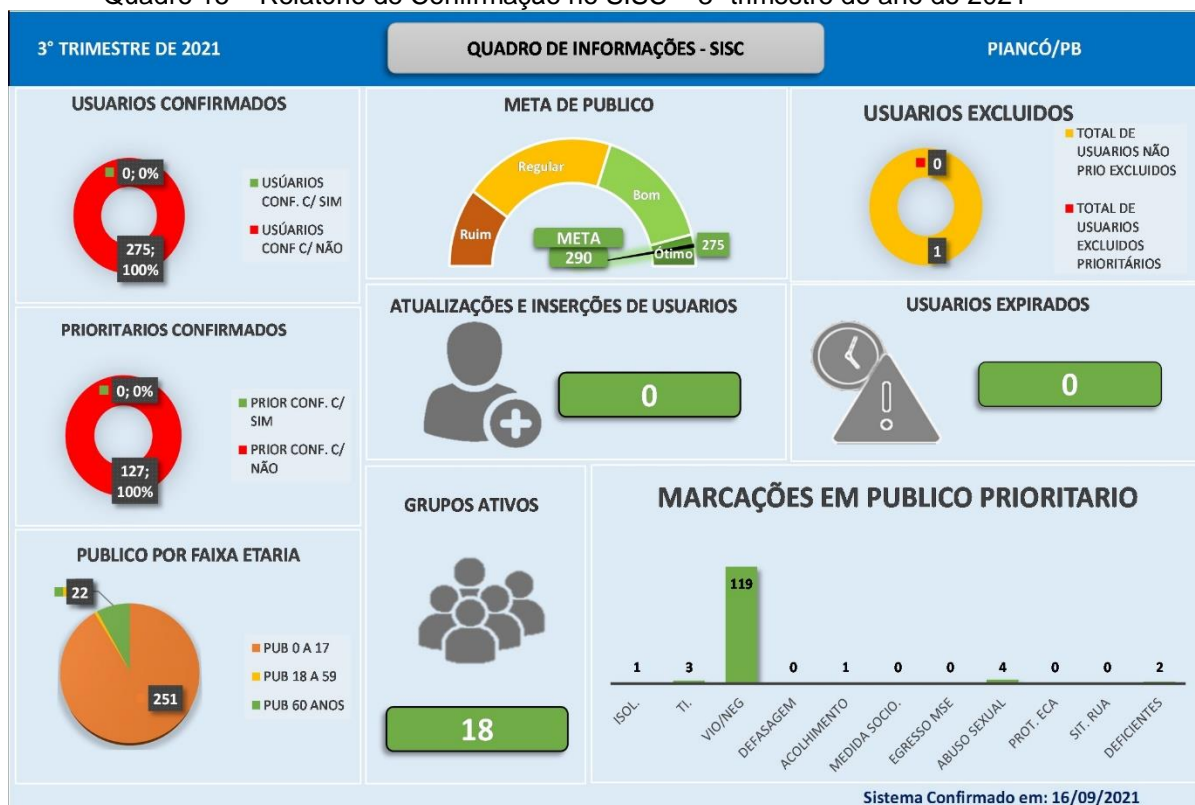 3° TRIMESTRE DE 2021
QUADRO DE INFORMAÇÕES - SISC
PIANCÓ/PB
USUARIOS CONFIRMADOS
0; 0%
275;
100%
USÚÁRIOS
CONF. C/ SIM
USÚÁRIOS
CONF C/ NÃO
META DE PUBLICO
Ruim
Regular
Bom
Ótimo
META
290
275
USUARIOS EXCLUIDOS
0
1
TOTAL DE
USUARIOS NÃO
PRIO EXCLUIDOS
TOTAL DE
USUARIOS
EXCLUIDOS
PRIORITÁRIOS
PRIORITARIOS CONFIRMADOS
0; 0%
127;
100%
PRIOR CONF. C/
SIM
PRIOR CONF. C/
NÃO
ATUALIZAÇÕES E INSERÇÕES DE USUARIOS
0
USUARIOS EXPIRADOS
0
PUBLICO POR FAIXA ETARIA
22
251
PUB 0 A 17
PUB 18 A 59
PUB 60 ANOS
GRUPOS ATIVOS
18
MARCAÇÕES EM PUBLICO PRIORITARIO
1 3 119 0 1 0 0 4 0 0 2
ISOL.
TI.
VIO/NEG
DEFASAGEM
ACOLHIMENTO
MEDIDA SOCIO.
EGRESSO MSE
ABUSO SEXUAL
PROT. ECA
SIT. RUA
DEFICIENTES
Sistema Confirmado em: 16/09/2021